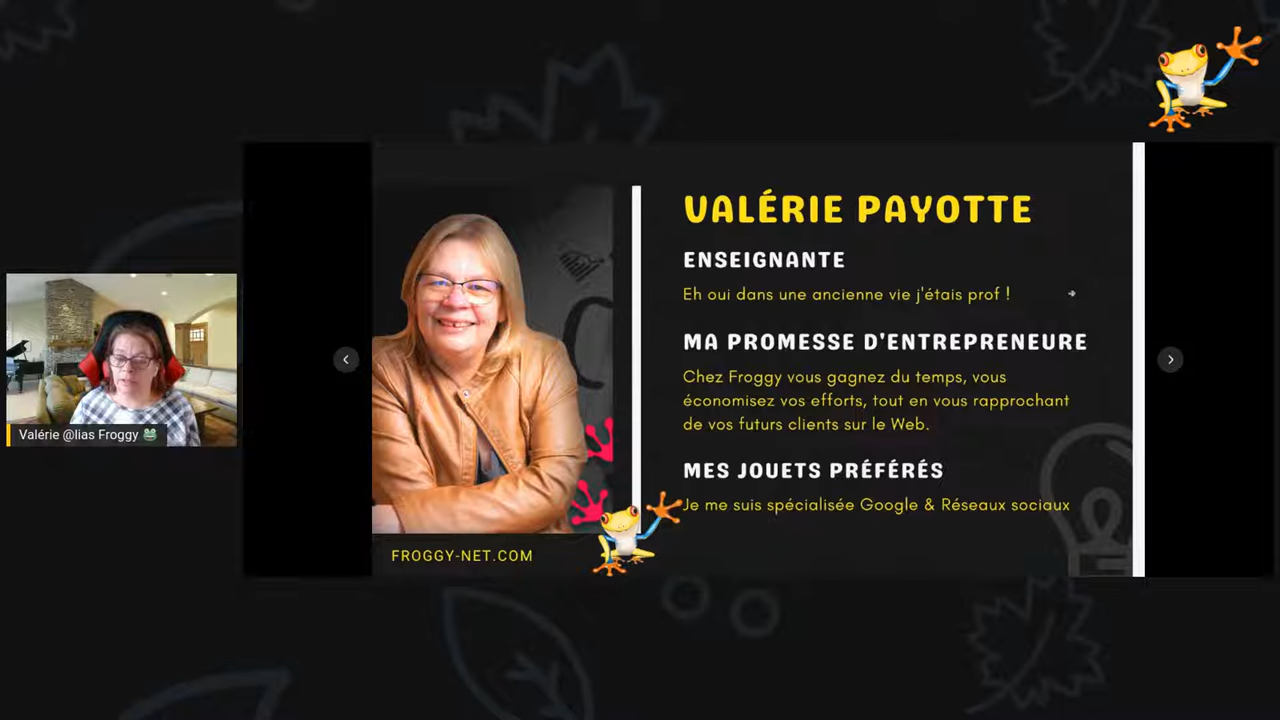 VALÉRIE PAYOTTE
ENSEIGNANTE
Eh oui dans une ancienne vie j'étais prof !
MA PROMESSE D'ENTREPRENEURE
Chez Froggy vous gagnez du temps, vous
économisez vos efforts, tout en vous rapprochant
de vos futurs clients sur le Web.
MES JOUETS PRÉFÉRÉS
Je me suis spécialisée Google & Réseaux sociaux
FROGGY-NET.COM
Valérie @lias Froggy 🐸